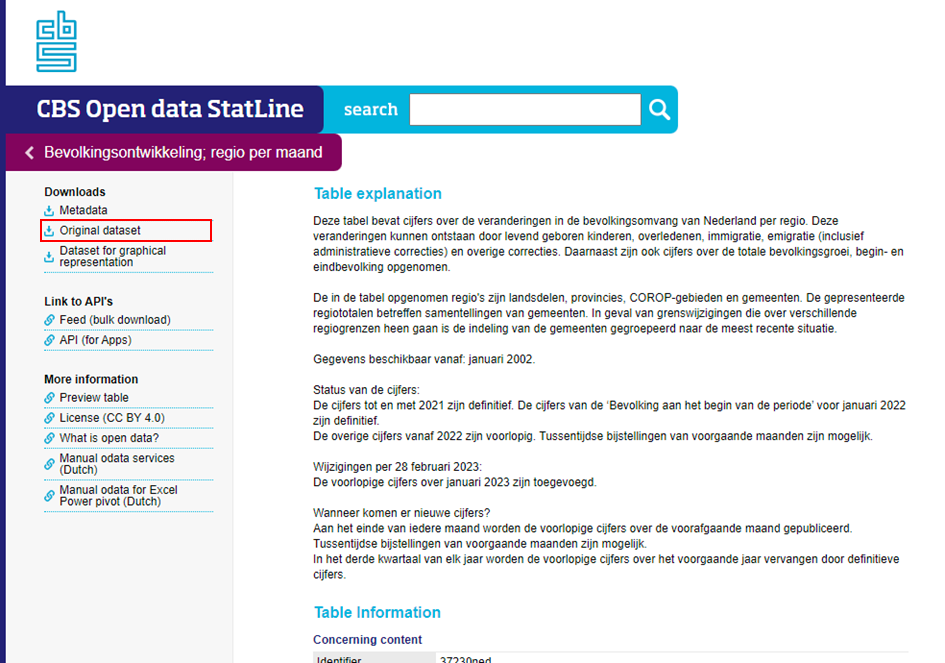 cbs
CBS Open data StatLine
search
Bevolkingsontwikkeling; regio per maand
Downloads
Metadata
Original dataset
Dataset for graphical
representation
Link to API's
Feed (bulk download)
API (for Apps)
More information
Preview table
License (CC BY 4.0)
What is open data?
Manual odata services
(Dutch)
Manual odata for Excel
Power pivot (Dutch)
Table explanation
Deze tabel bevat cijfers over de veranderingen in de bevolkingsomvang van Nederland per regio. Deze
veranderingen kunnen ontstaan door levend geboren kinderen, overledenen, immigratie, emigratie (inclusief
administratieve correcties) en overige correcties. Daarnaast zijn ook cijfers over de totale bevolkingsgroei, begin- en
eindbevolking opgenomen.
De in de tabel opgenomen regio's zijn landsdelen, provincies, COROP-gebieden en gemeenten. De gepresenteerde
regiototalen betreffen samentellingen van gemeenten. In geval van grenswijzigingen die over verschillende
regiogrenzen heen gaan is de indeling van de gemeenten gegroepeerd naar de meest recente situatie.
Gegevens beschikbaar vanaf: januari 2002.
Status van de cijfers:
De cijfers tot en met 2021 zijn definitief. De cijfers van de ‘Bevolking aan het begin van de periode’ voor januari 2022
zijn definitief.
De overige cijfers vanaf 2022 zijn voorlopig. Tussentijdse bijstellingen van voorgaande maanden zijn mogelijk.
Wijzigingen per 28 februari 2023:
De voorlopige cijfers over januari 2023 zijn toegevoegd.
Wanneer komen er nieuwe cijfers?
Aan het einde van iedere maand worden de voorlopige cijfers over de voorafgaande maand gepubliceerd.
Tussentijdse bijstellingen van voorgaande maanden zijn mogelijk.
In het derde kwartaal van elk jaar worden de voorlopige cijfers over het voorgaande jaar vervangen door definitieve
cijfers.
Table Information
Concerning content
Identifier 37230ned